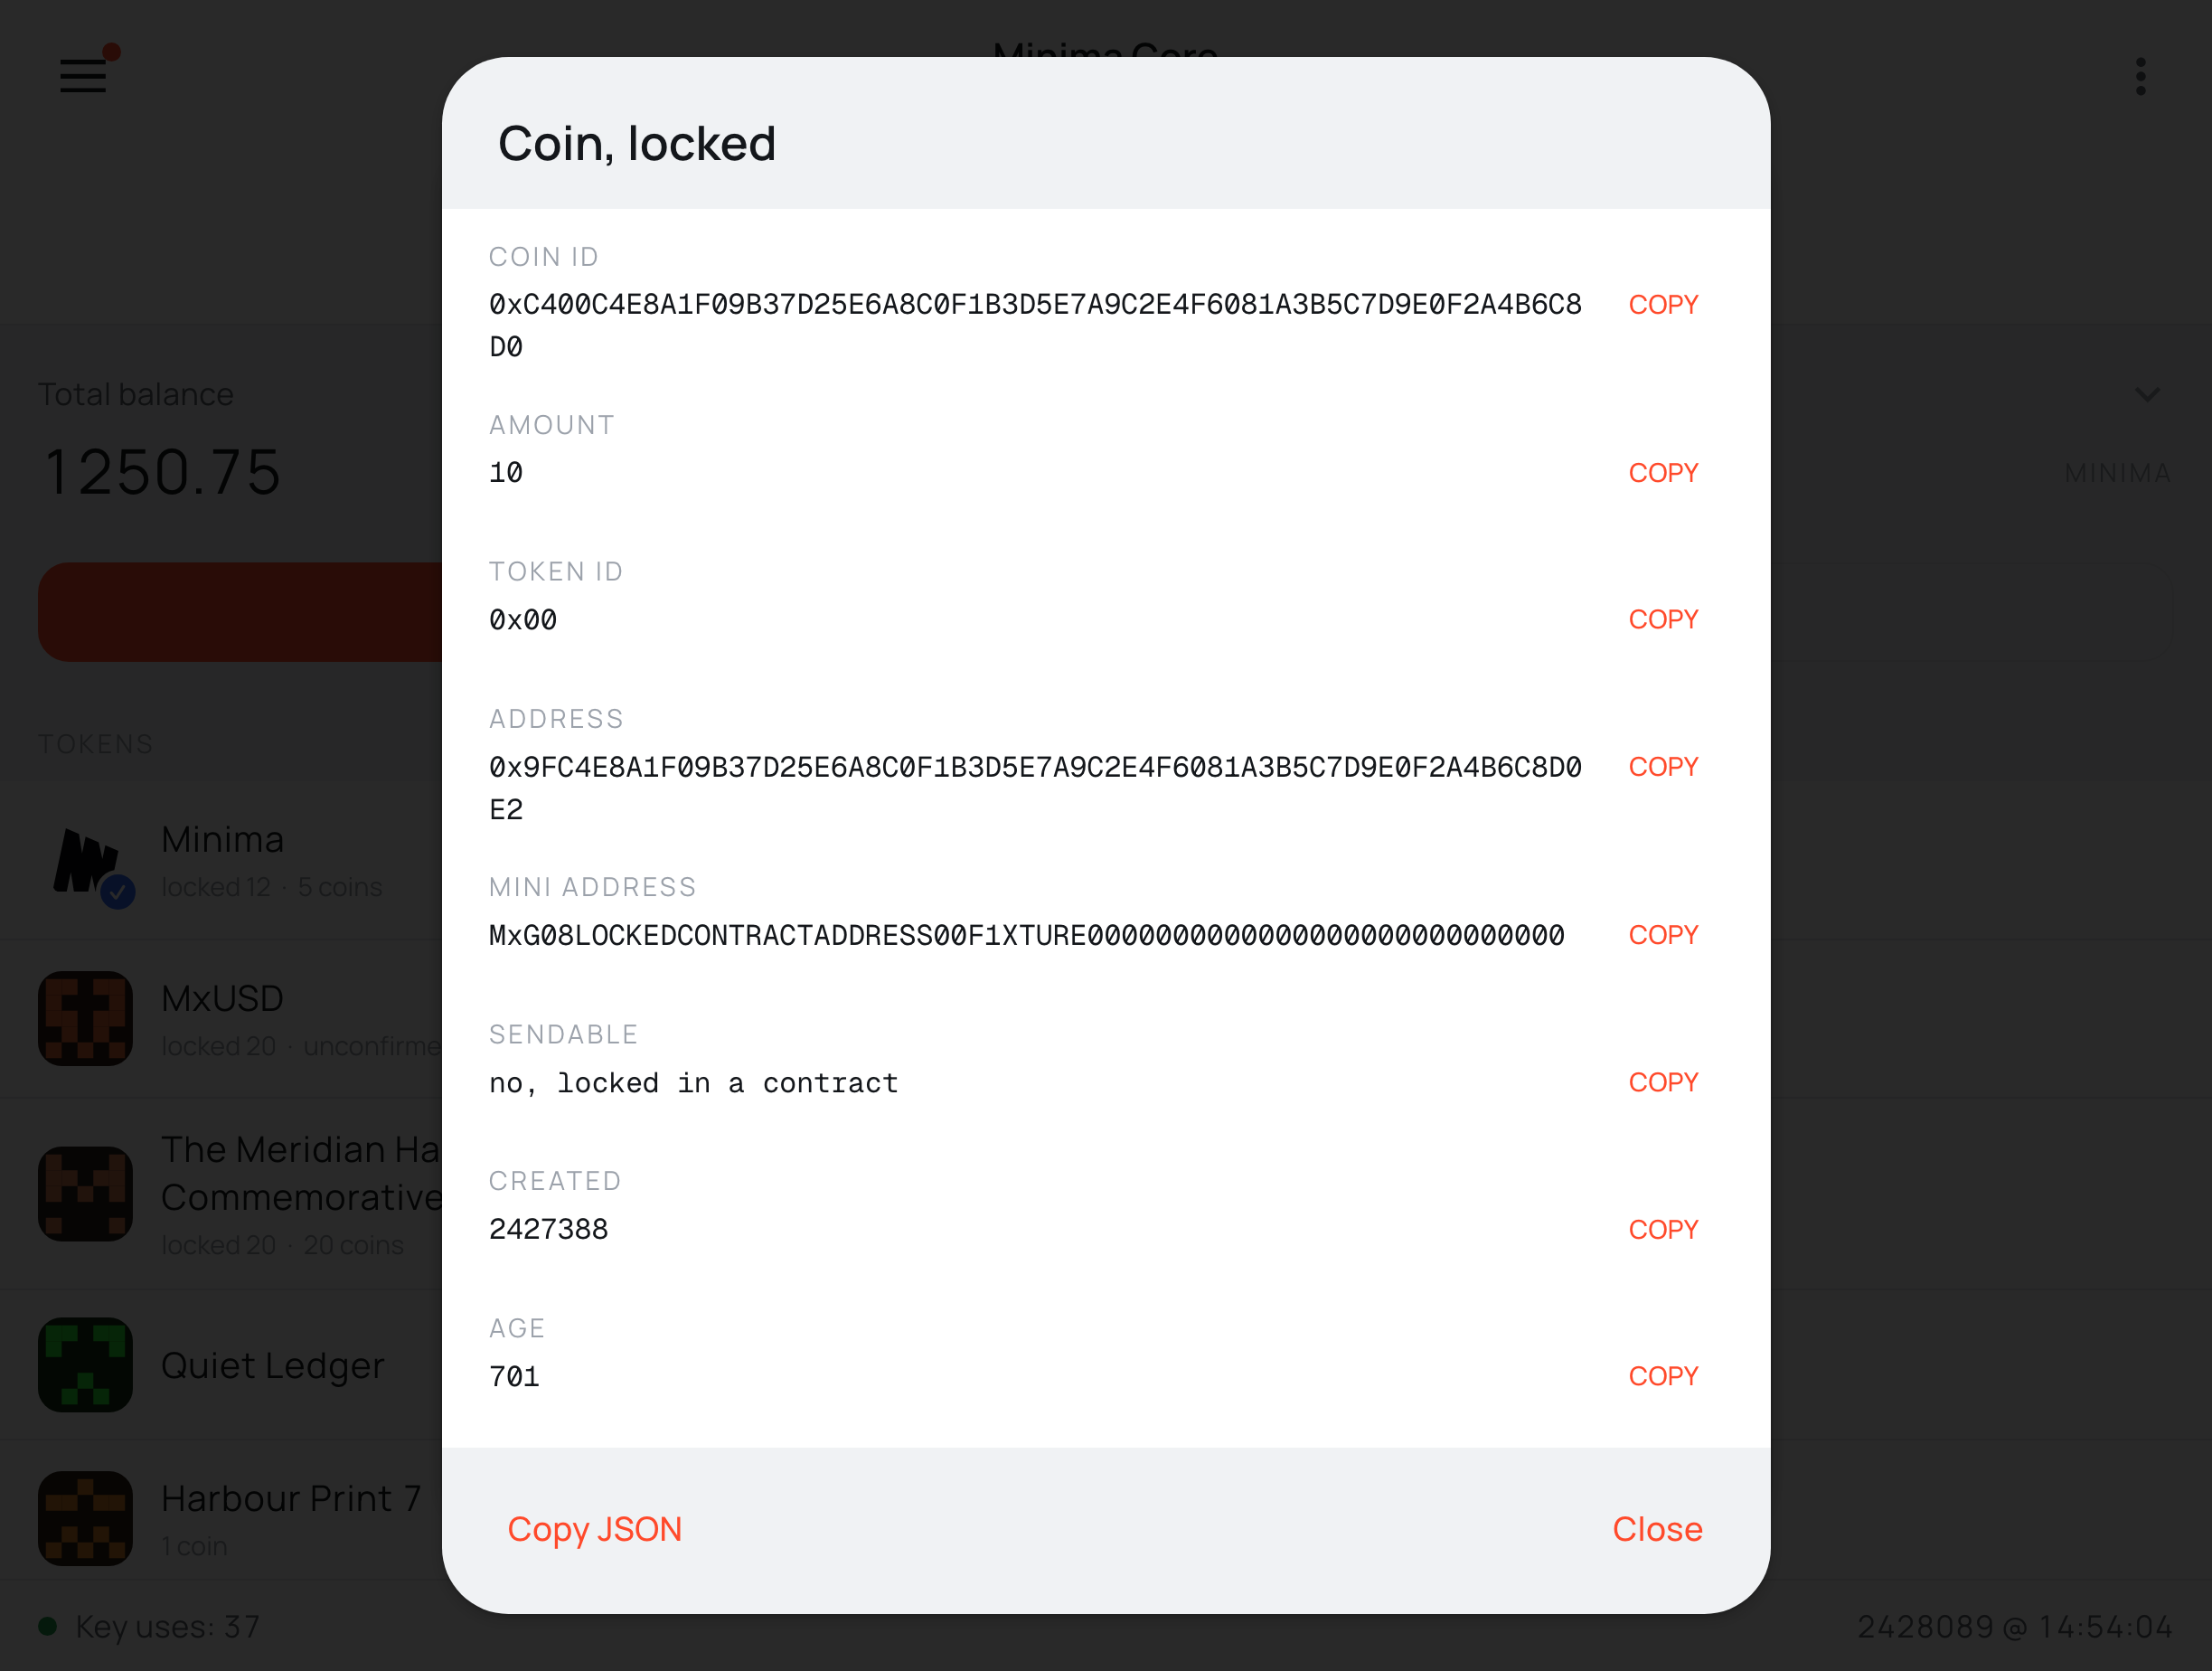 Minima Core
Coin, locked
COIN ID
0xC400C4E8A1F09B37D25E6A8C0F1B3D5E7A9C2E4F6081A3B5C7D9E0F2A4B6C8
D0
COPY
AMOUNT
10
COPY
TOKEN ID
0x00
COPY
ADDRESS
0x9FC4E8A1F09B37D25E6A8C0F1B3D5E7A9C2E4F6081A3B5C7D9E0F2A4B6C8D0
E2
COPY
MINI ADDRESS
MxG08LOCKEDCONTRACTADDRESS00F1XTURE0000000000000000000000000000
COPY
SENDABLE
no, locked in a contract
COPY
CREATED
2427388
COPY
AGE
701
COPY
Copy JSON
Close
Total balance
1250.75
MINIMA
TOKENS
Minima
locked 12 · 5 coins
MxUSD
locked 20 · unconfirme
The Meridian Ha
Commemorative
locked 20 · 20 coins
Quiet Ledger
Harbour Print 7
1 coin
Key uses: 37
2428089 @ 14:54:04